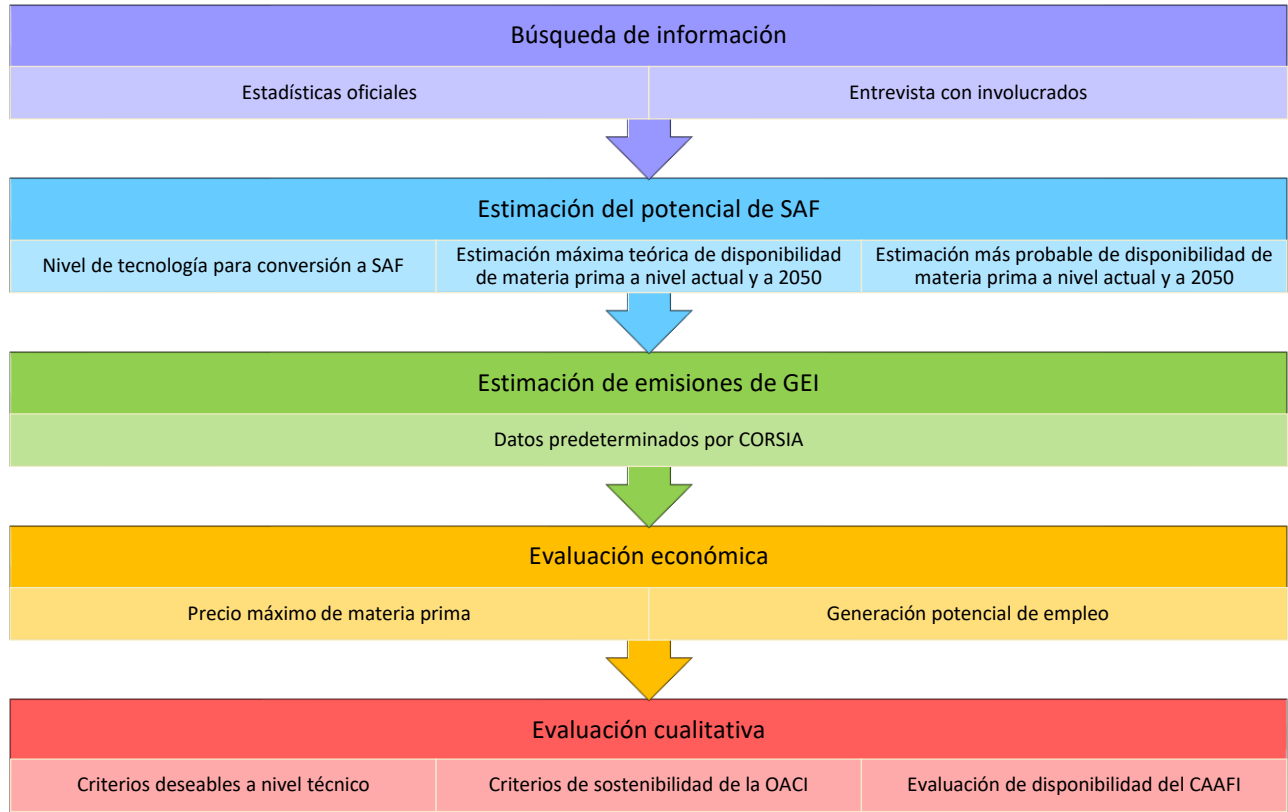 Búsqueda de información
Estadísticas oficiales
Entrevista con involucrados
Estimación del potencial de SAF
Nivel de tecnología para conversión a SAF
Estimación máxima teórica de disponibilidad
de materia prima a nivel actual y a 2050
Estimación más probable de disponibilidad de
materia prima a nivel actual y a 2050
Estimación de emisiones de GEI
Datos predeterminados por CORSIA
Evaluación económica
Precio máximo de materia prima
Generación potencial de empleo
Evaluación cualitativa
Criterios deseables a nivel técnico
Criterios de sostenibilidad de la OACI
Evaluación de disponibilidad del CAAFI